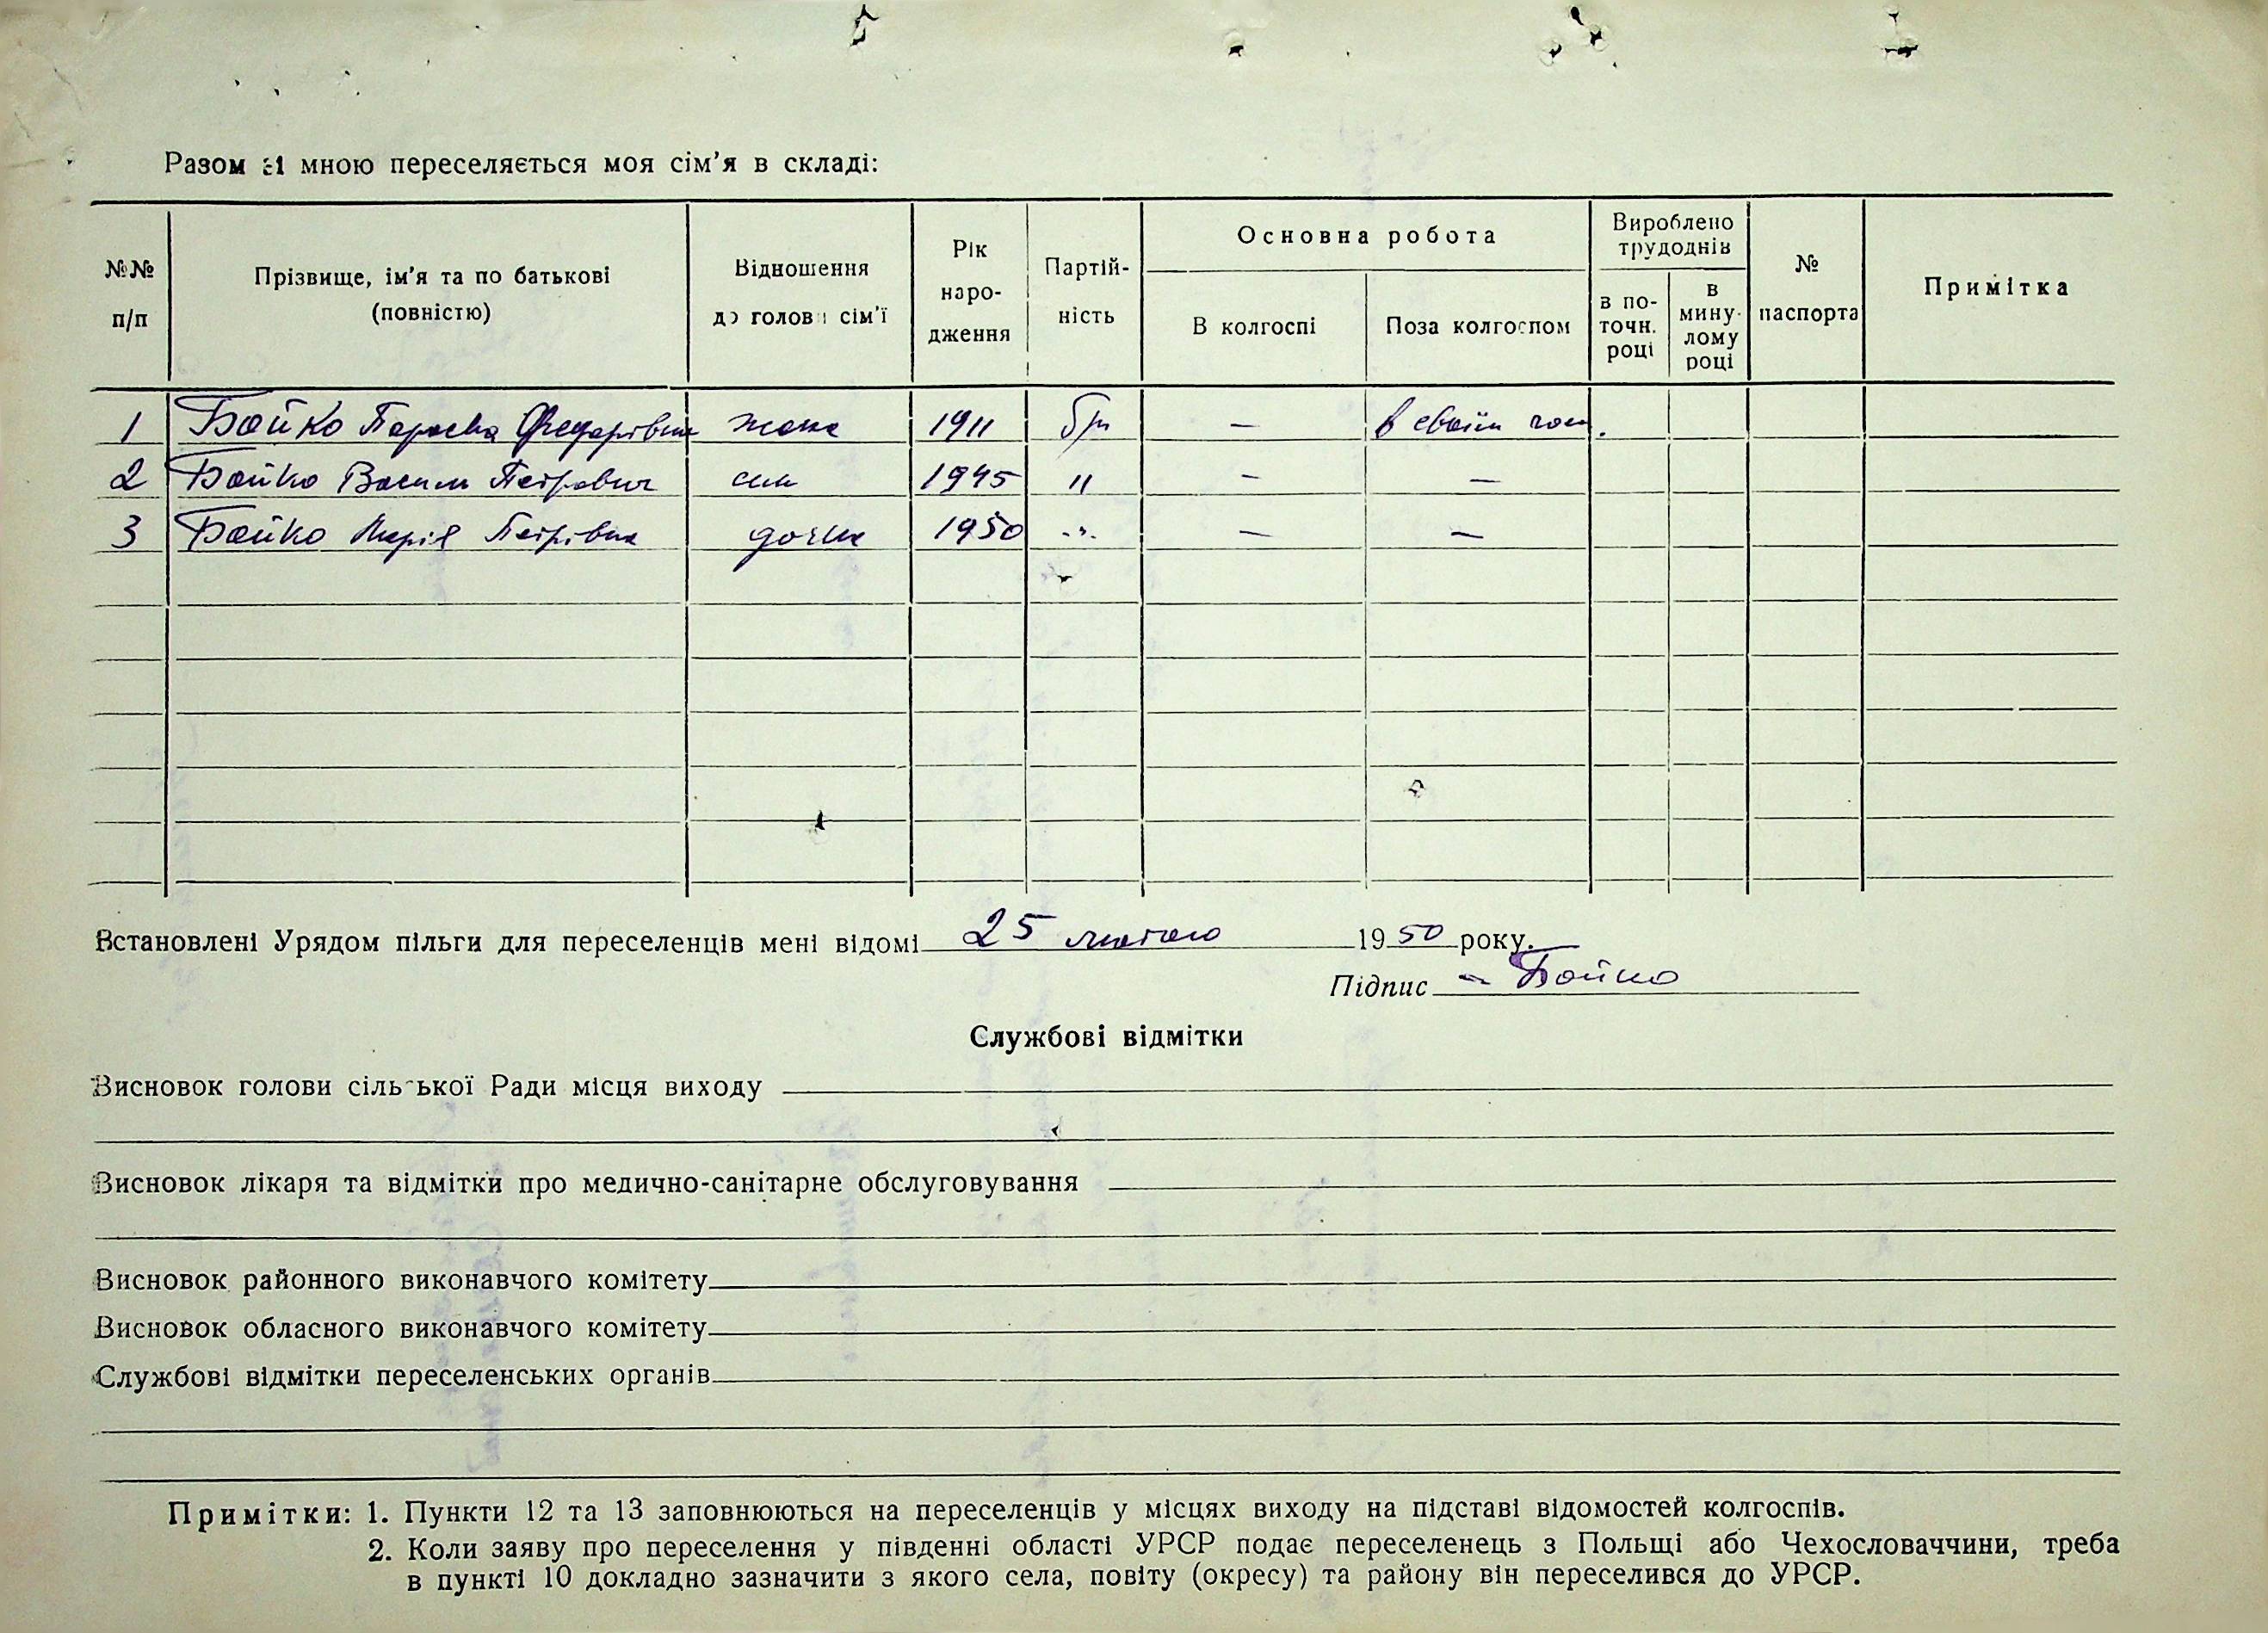 Разом зі мною переселяється моя сім'я в складі:
№№ п/п
Прізвище, ім'я та по батькові (повністю)
Відношення до голови сім'ї
Рік народження
Партійність
Основна робота
В колгоспі
Поза колгоспом
Вироблено трудоднів
в поточн. році
в минулому році
№ паспорта
Примітка
1 Бойко Параска Федорівна жона 1911 бп — в своїм госп.
2 Бойко Василь Петрович син 1945 " — —
3 Бойко Марія Петрівна дочка 1950 -"- — —
Встановлені Урядом пільги для переселенців мені відомі 25 лютого 1950 року.
Підпис – Бойко
Службові відмітки
Висновок голови сільської Ради місця виходу
Висновок лікаря та відмітки про медично-санітарне обслуговування
Висновок районного виконавчого комітету
Висновок обласного виконавчого комітету
Службові відмітки переселенських органів
Примітки: 1. Пункти 12 та 13 заповнюються на переселенців у місцях виходу на підставі відомостей колгоспів.
2. Коли заяву про переселення у південні області УРСР подає переселенець з Польщі або Чехословаччини, треба
в пункті 10 докладно зазначити з якого села, повіту (окресу) та району він переселився до УРСР.